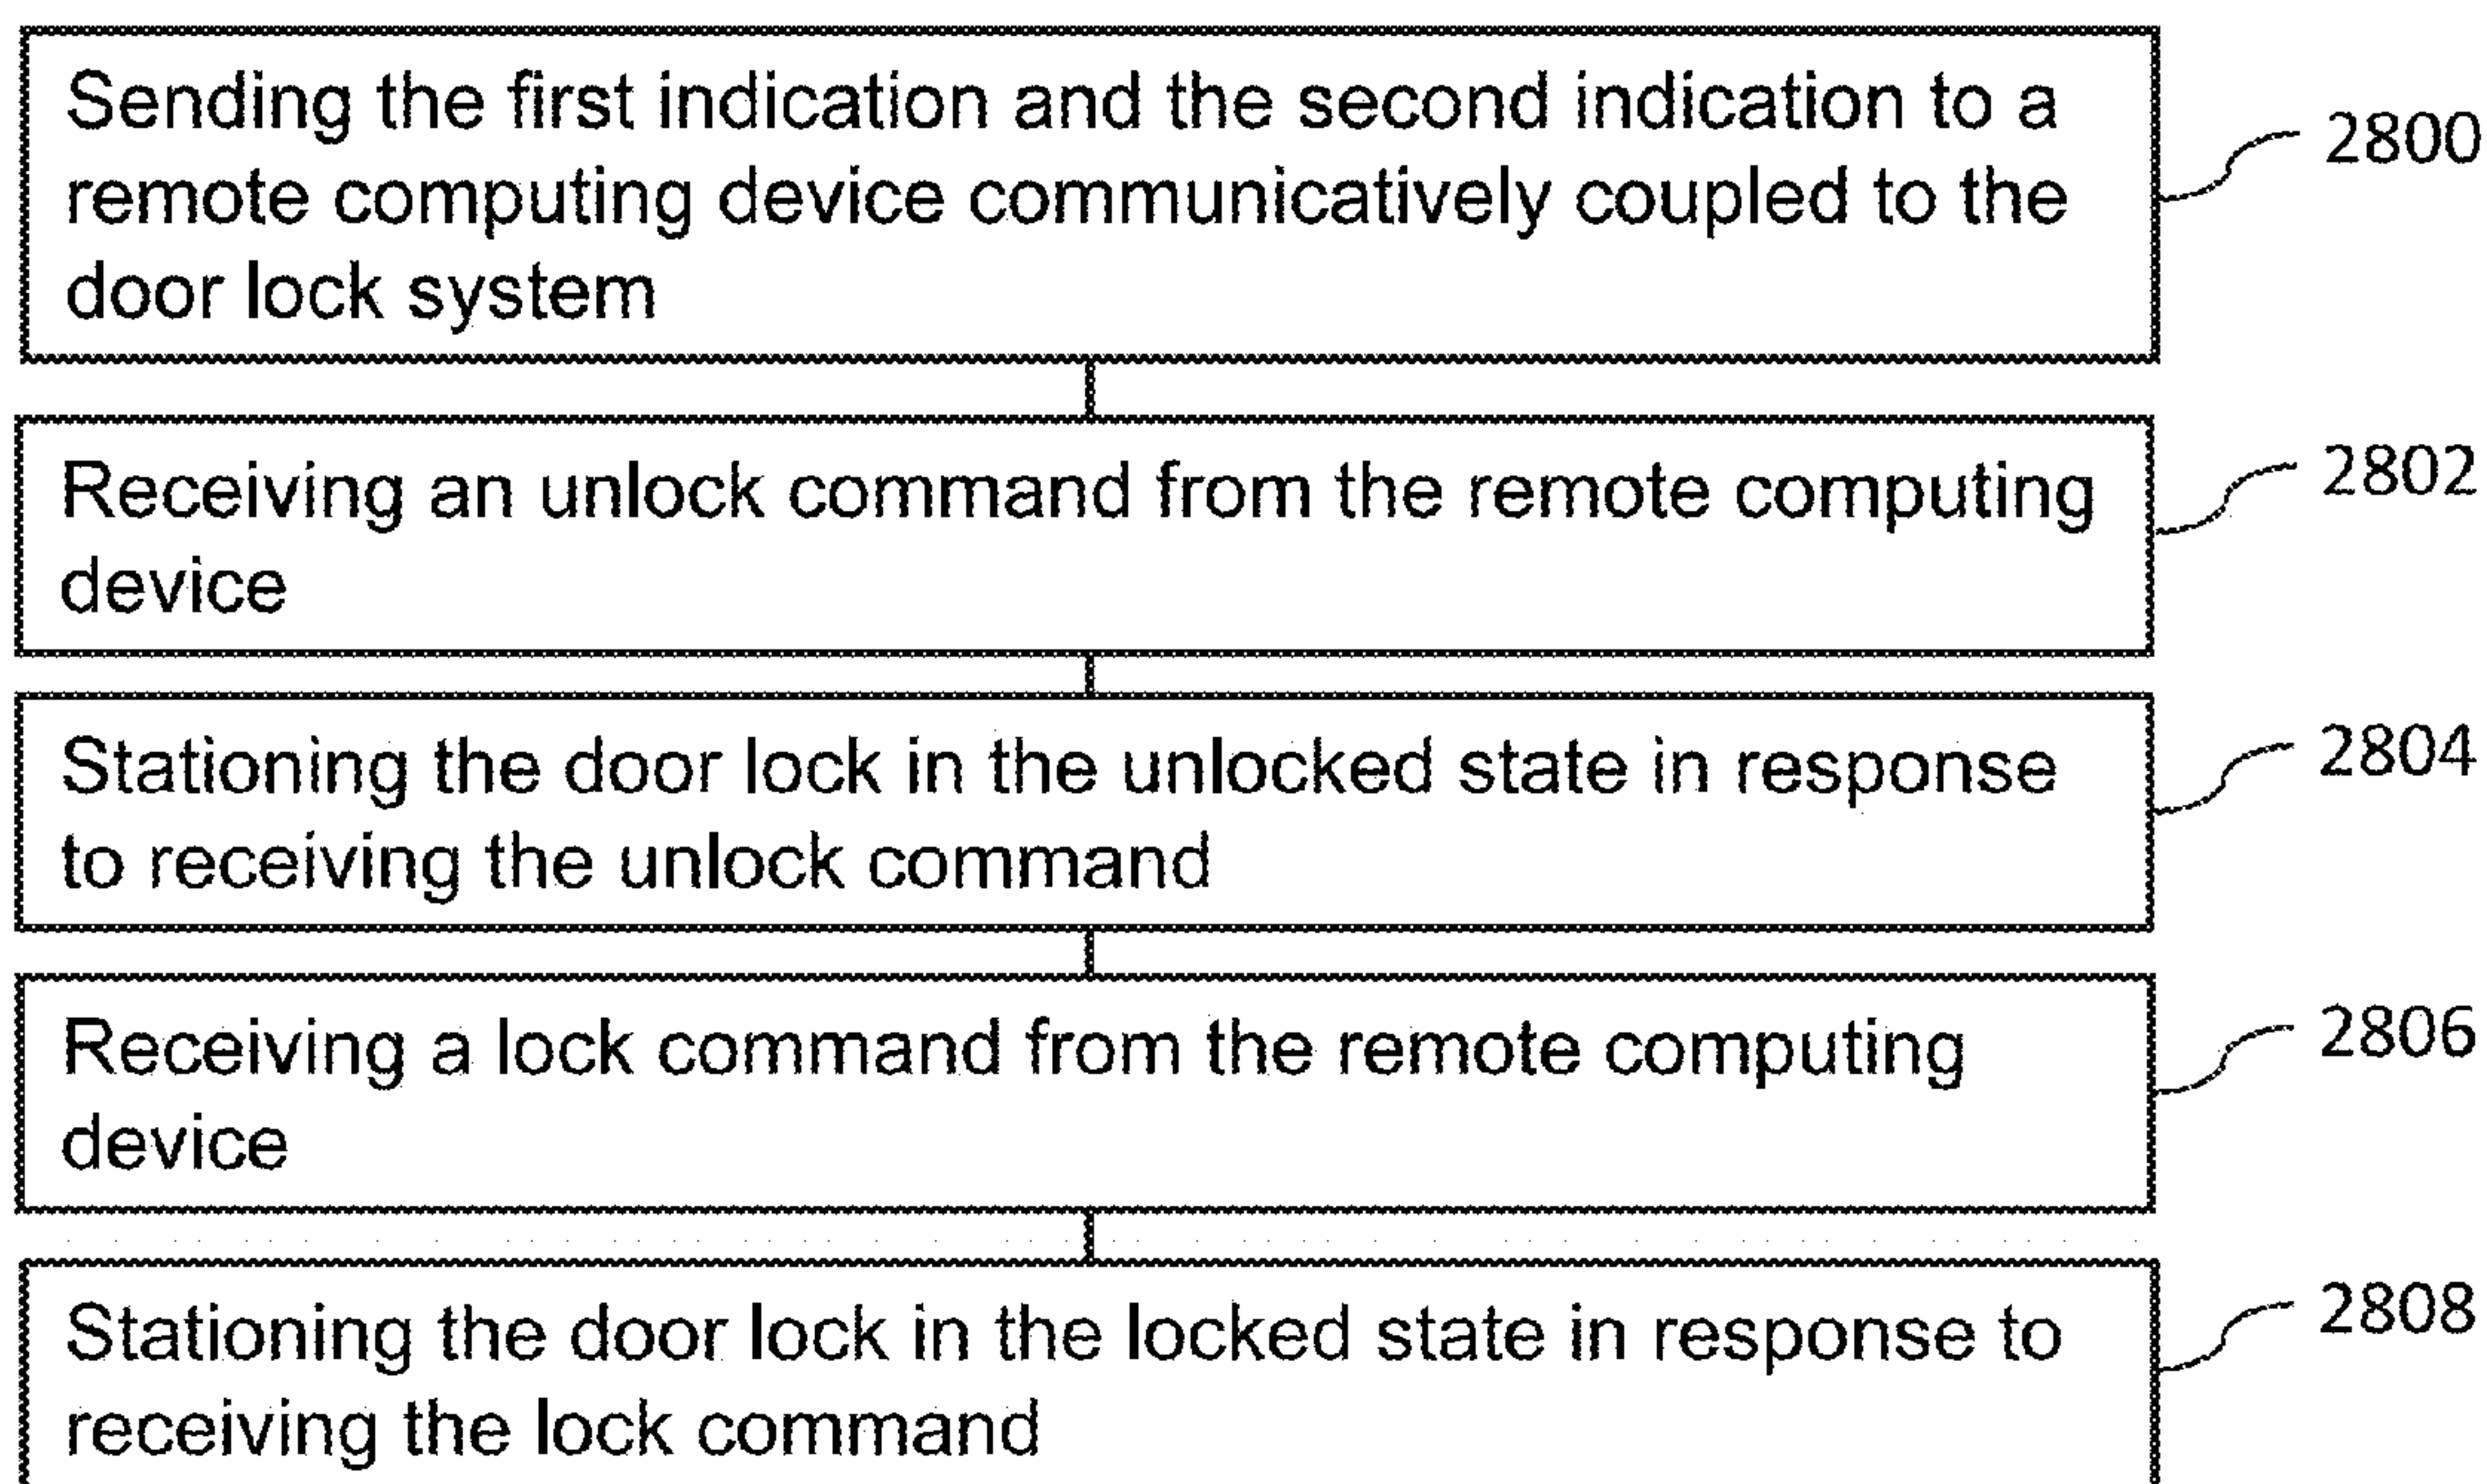 Sending the first indication and the second indication to a
remote computing device communicatively coupled to the
door lock system
2800
Receiving an unlock command from the remote computing
device
2802
Stationing the door lock in the unlocked state in response
to receiving the unlock command
2804
Receiving a lock command from the remote computing
device
2806
Stationing the door lock in the locked state in response to
receiving the lock command
2808